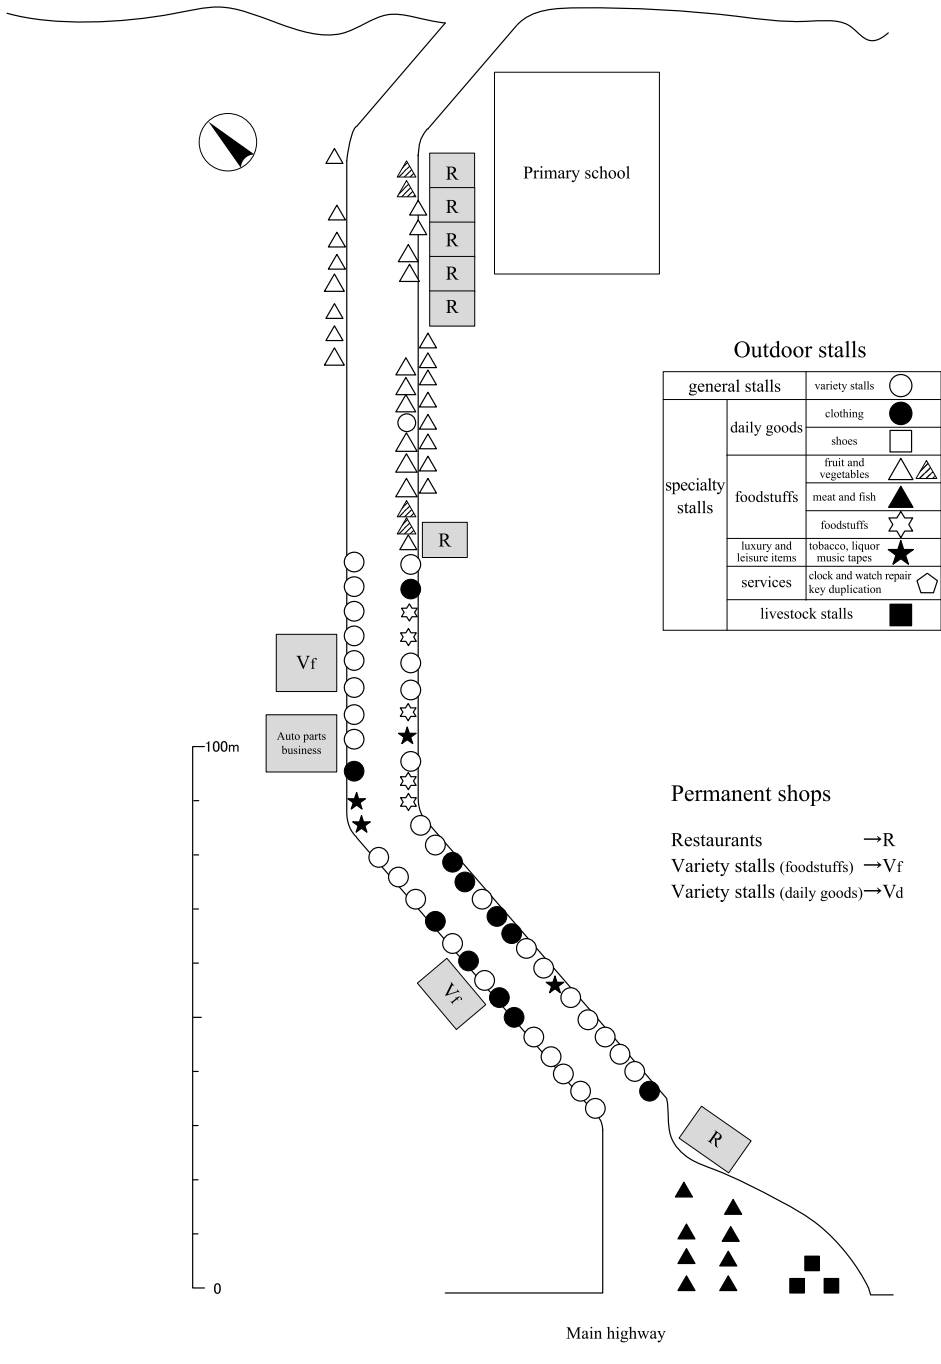 R
Primary school
R
R
R
R
Outdoor stalls
general stalls
variety stalls
specialty
stalls
daily goods
clothing
shoes
foodstuffs
fruit and
vegetables
meat and fish
foodstuffs
luxury and
leisure items
tobacco, liquor
music tapes
services
clock and watch repair
key duplication
livestock stalls
R
Vf
Auto parts
business
100m
Permanent shops
Restaurants →R
Variety stalls (foodstuffs) →Vf
Variety stalls (daily goods)→Vd
Vf
R
0
Main highway